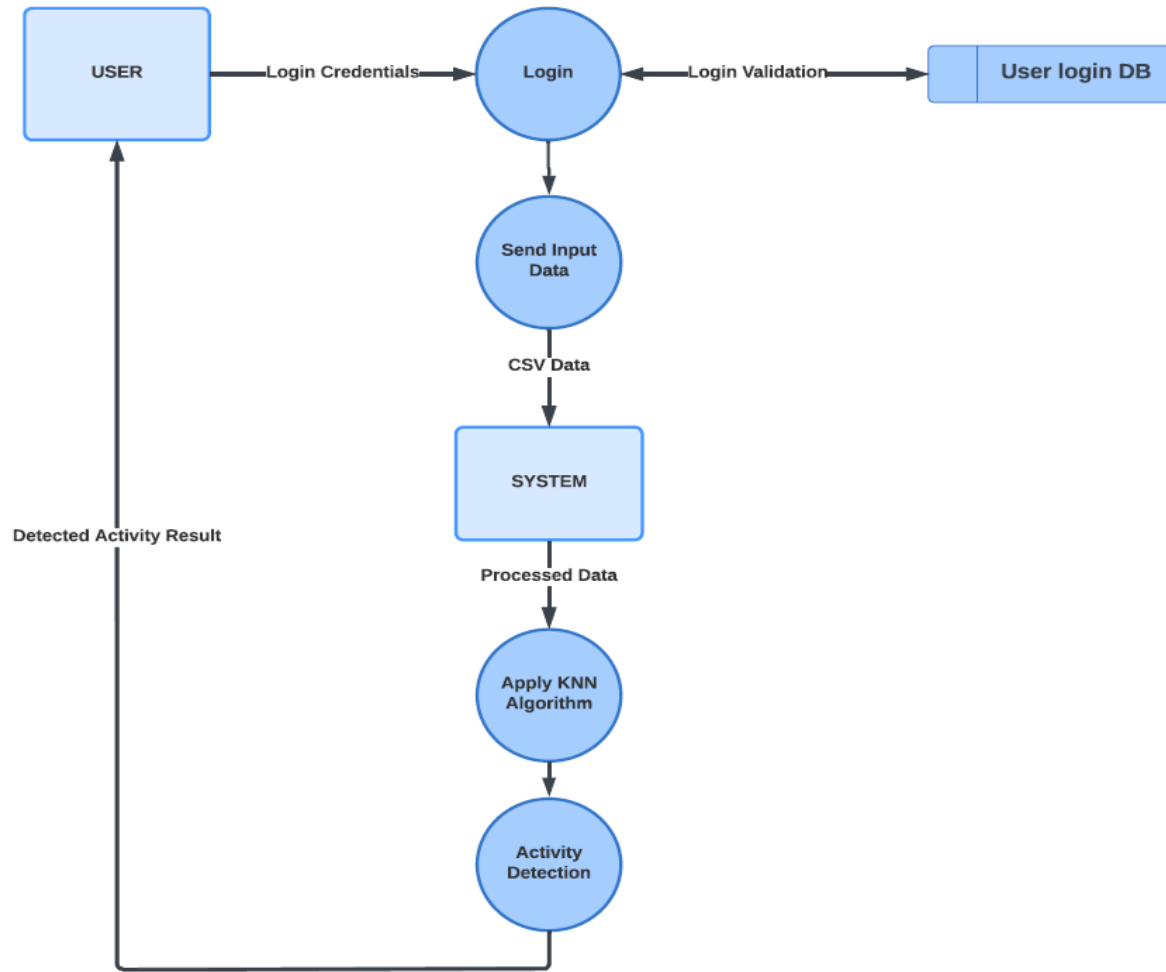 USER
Login Credentials
Login
Login Validation
User login DB
Send Input
Data
CSV Data
SYSTEM
Detected Activity Result
Processed Data
Apply KNN
Algorithm
Activity
Detection